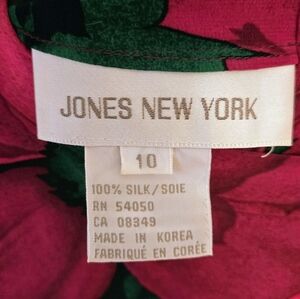 JONES NEW YORK
10
100% SILK/SOIE
RN 54050
CA 08349
MADE IN KOREA
FABRIQUÉ EN CORÉE